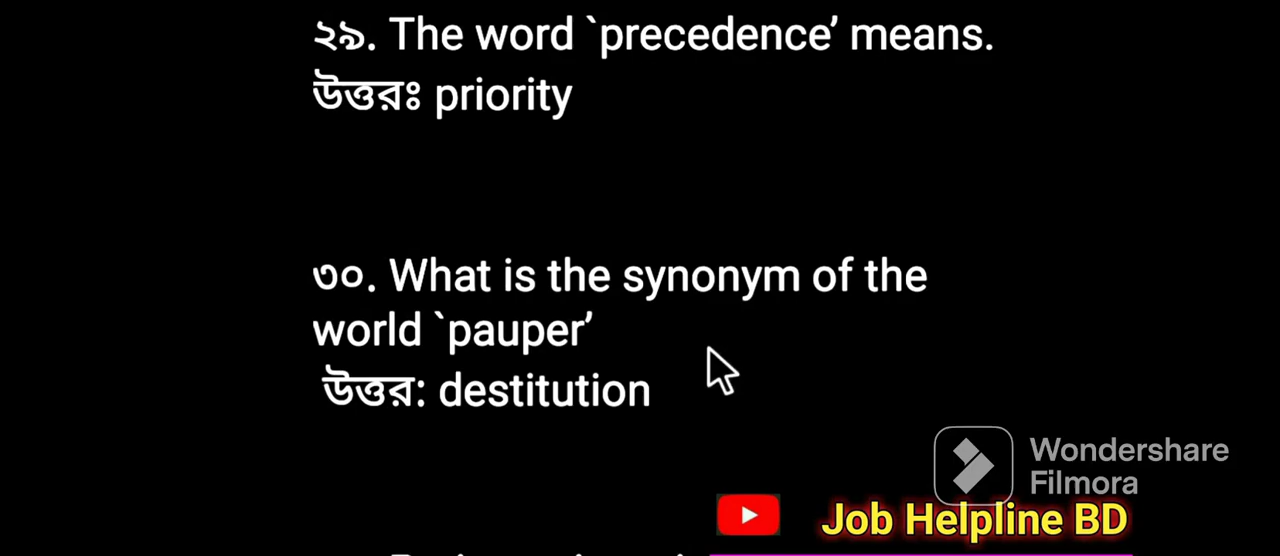 ২৯. The word `precedence’ means.
উত্তরঃ priority
৩০. What is the synonym of the
world `pauper’
উত্তর: destitution
Wondershare
Filmora
Job Helpline BD